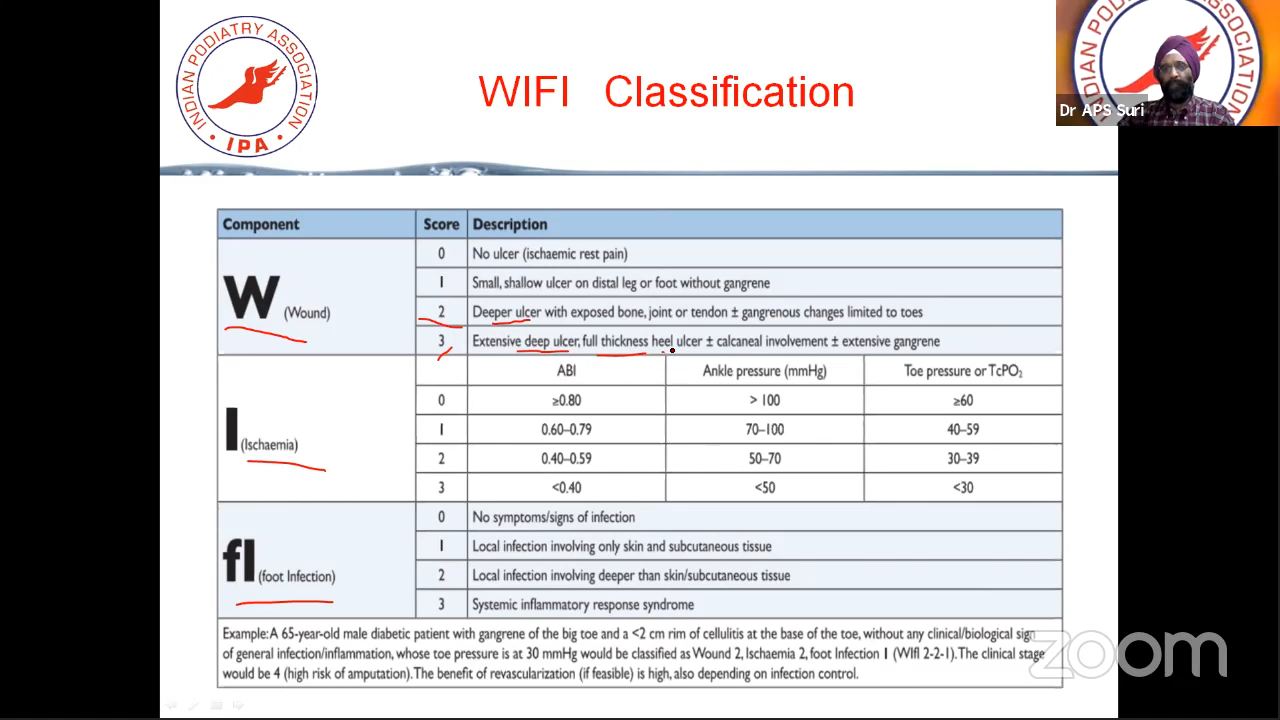 INDIAN PODIATRY ASSOCIATION
• IPA •
WIFI Classification
INDIAN PODIATRY ASSOCIATION
Dr APS Suri
Component Score Description
W (Wound)
0 No ulcer (ischaemic rest pain)
1 Small, shallow ulcer on distal leg or foot without gangrene
2 Deeper ulcer with exposed bone, joint or tendon ± gangrenous changes limited to toes
3 Extensive deep ulcer, full thickness heel ulcer ± calcaneal involvement ± extensive gangrene
I (Ischaemia)
ABI Ankle pressure (mmHg) Toe pressure or TcPO₂
0 ≥0.80 > 100 ≥60
1 0.60–0.79 70–100 40–59
2 0.40–0.59 50–70 30–39
3 <0.40 <50 <30
fI (foot Infection)
0 No symptoms/signs of infection
1 Local infection involving only skin and subcutaneous tissue
2 Local infection involving deeper than skin/subcutaneous tissue
3 Systemic inflammatory response syndrome
Example: A 65-year-old male diabetic patient with gangrene of the big toe and a <2 cm rim of cellulitis at the base of the toe, without any clinical/biological sign
of general infection/inflammation, whose toe pressure is at 30 mmHg would be classified as Wound 2, Ischaemia 2, foot Infection 1 (WIfI 2-2-1). The clinical stage
would be 4 (high risk of amputation). The benefit of revascularization (if feasible) is high, also depending on infection control.
zoom